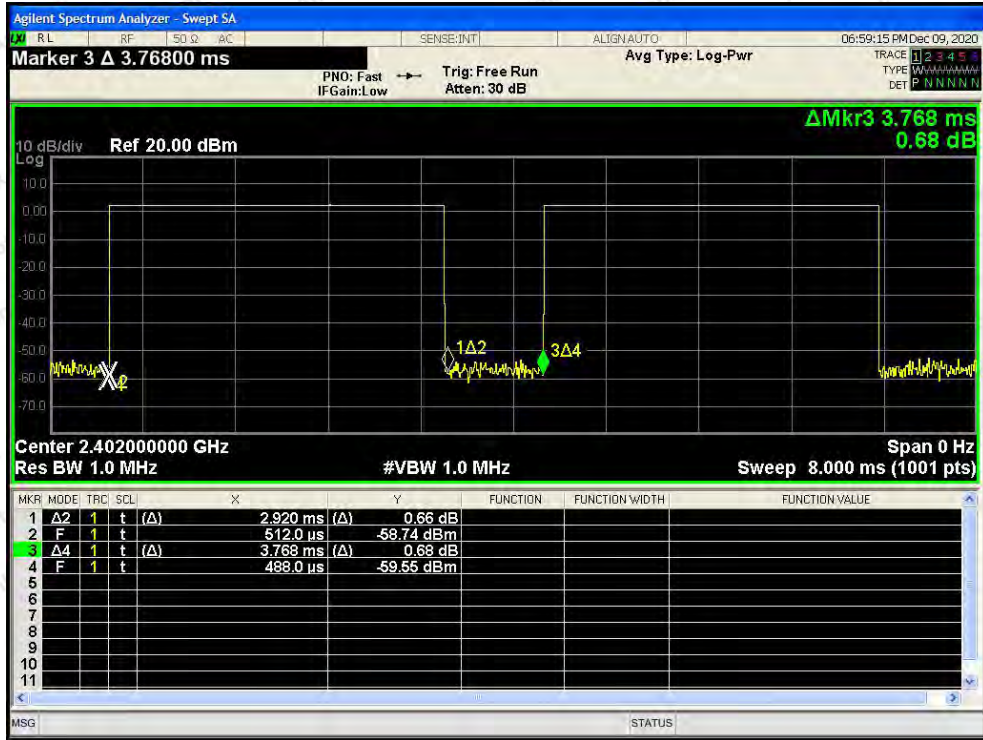 Agilent Spectrum Analyzer - Swept SA
LXI RL RF 50 Ω AC SENSE:INT ALIGN AUTO 06:59:15 PM Dec 09, 2020
Marker 3 Δ 3.76800 ms Avg Type: Log-Pwr TRACE 1 2 3 4 5 6
PNO: Fast Trig: Free Run TYPE WWWWWW
IFGain:Low Atten: 30 dB DET P N N N N N
ΔMkr3 3.768 ms
10 dB/div Ref 20.00 dBm 0.68 dB
Log
10.0
0.00
-10.0
-20.0
-30.0
-40.0
-50.0
1Δ2 3Δ4
-60.0
-70.0
Center 2.402000000 GHz Span 0 Hz
Res BW 1.0 MHz #VBW 1.0 MHz Sweep 8.000 ms (1001 pts)
MKR MODE TRC SCL X Y FUNCTION FUNCTION WIDTH FUNCTION VALUE
1 Δ2 1 t (Δ) 2.920 ms (Δ) 0.66 dB
2 F 1 t 512.0 µs -58.74 dBm
3 Δ4 1 t (Δ) 3.768 ms (Δ) 0.68 dB
4 F 1 t 488.0 µs -59.55 dBm
5
6
7
8
9
10
11
MSG STATUS